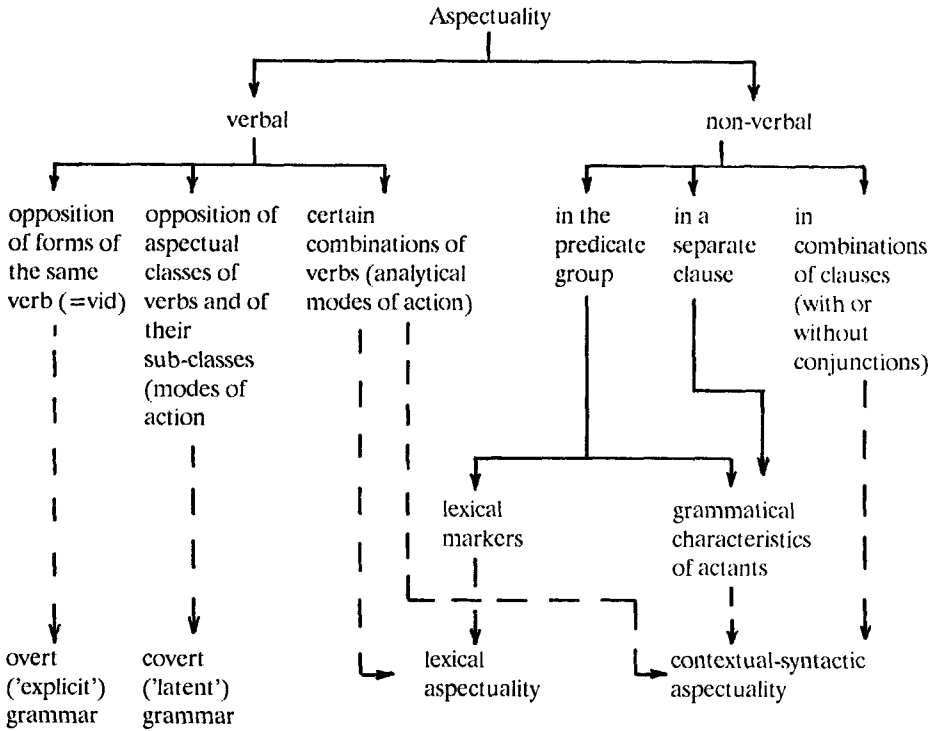 Aspectuality
verbal
non-verbal
opposition
of forms of
the same
verb (=vid)
opposition of
aspectual
classes of
verbs and of
their
sub-classes
(modes of
action
certain
combinations of
verbs (analytical
modes of action)
in the
predicate
group
in a
separate
clause
in
combinations
of clauses
(with or
without
conjunctions)
lexical
markers
grammatical
characteristics
of actants
overt
('explicit')
grammar
covert
('latent')
grammar
lexical
aspectuality
contextual-syntactic
aspectuality